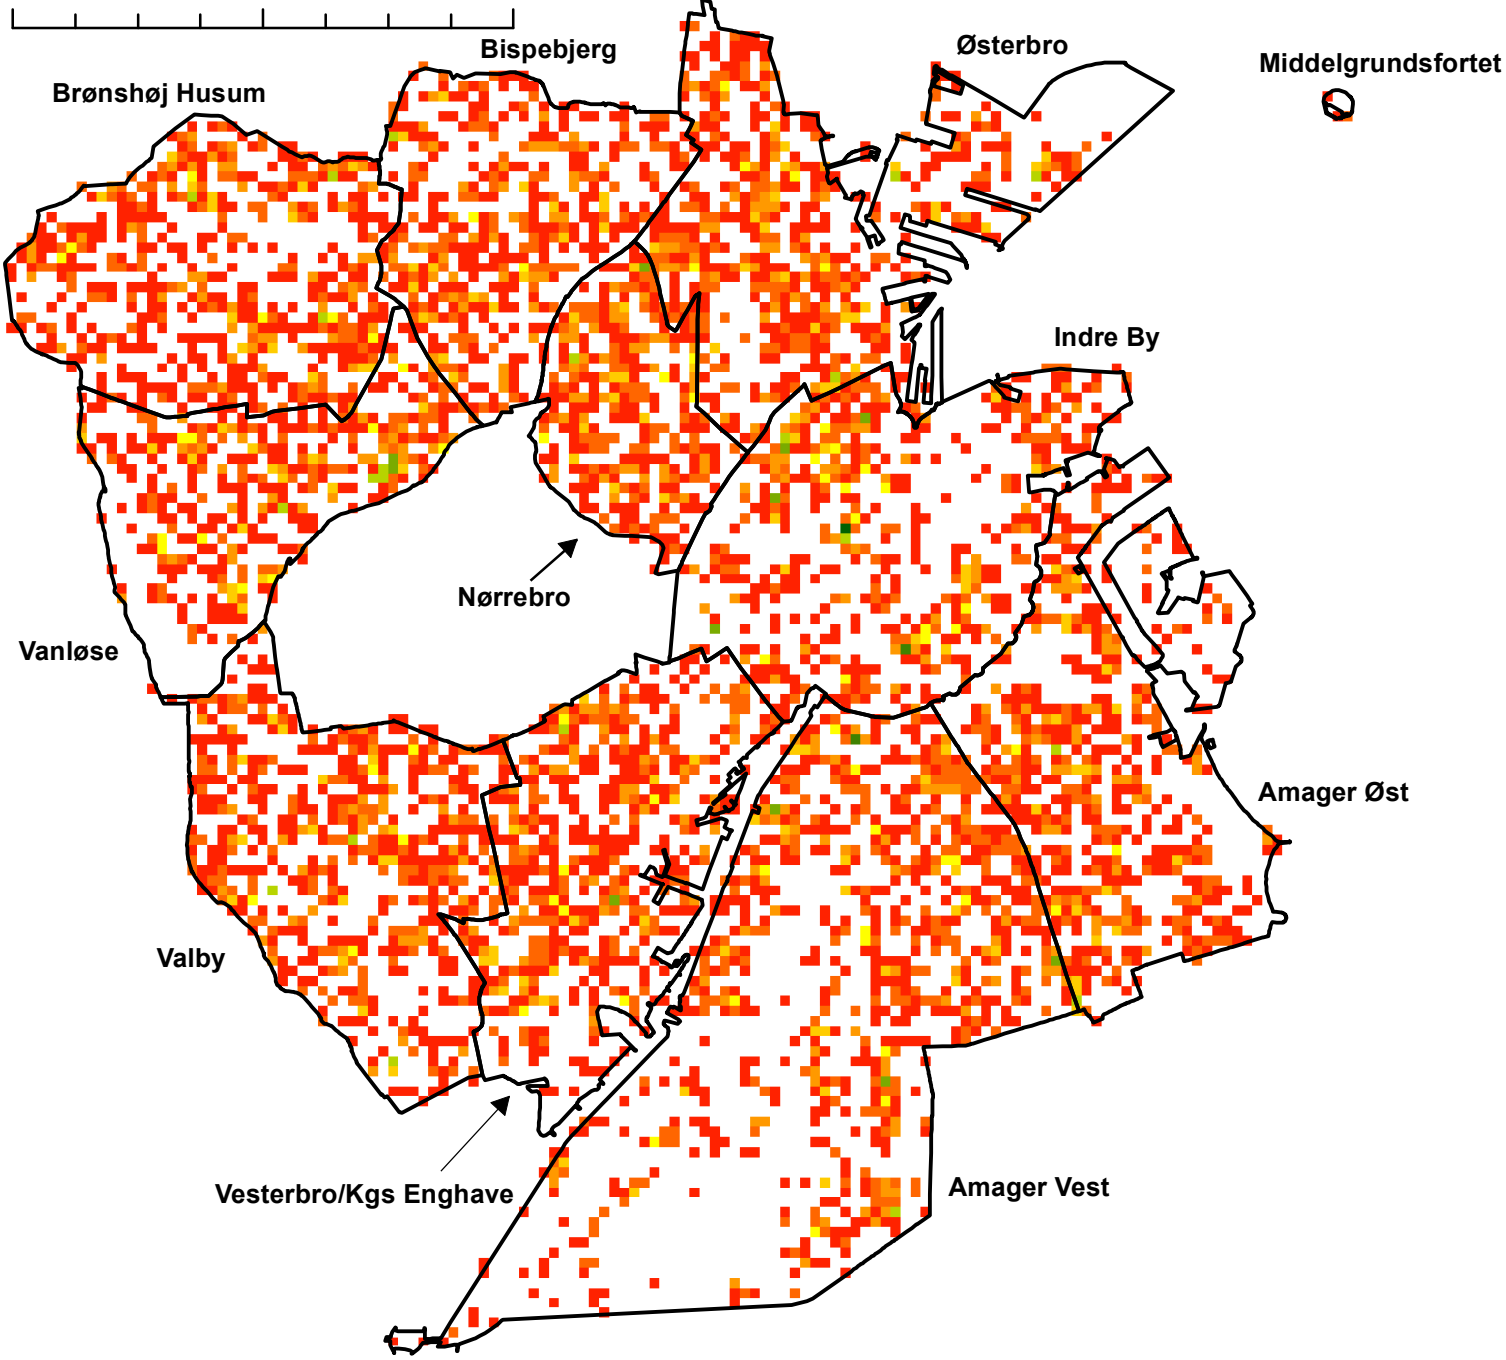 Østerbro
Bispebjerg
Middelgrundsfortet
Brønshøj Husum
Indre By
Nørrebro
Vanløse
Amager Øst
Valby
Vesterbro/Kgs Enghave
Amager Vest